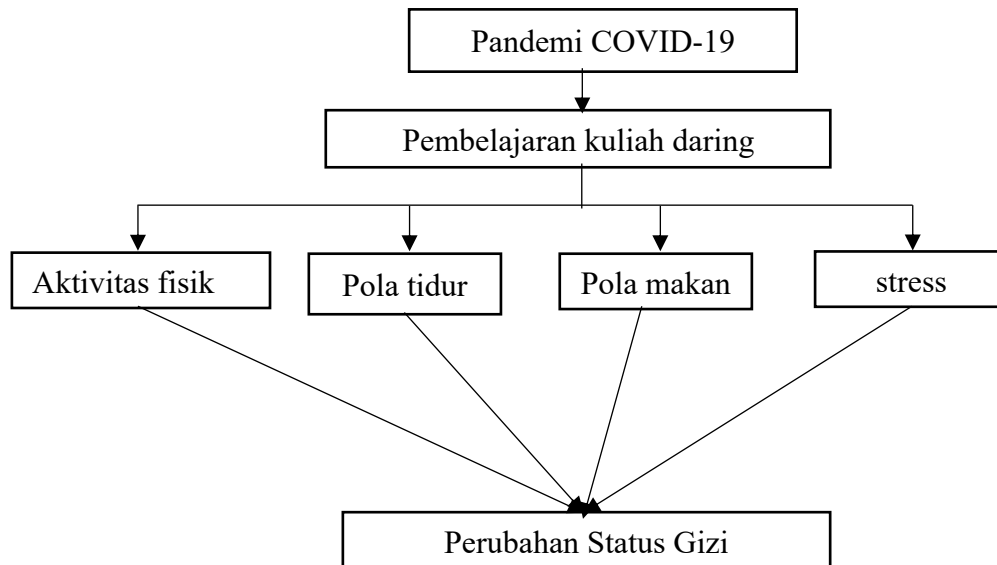 Pandemi COVID-19
Pembelajaran kuliah daring
Aktivitas fisik
Pola tidur
Pola makan
stress
Perubahan Status Gizi